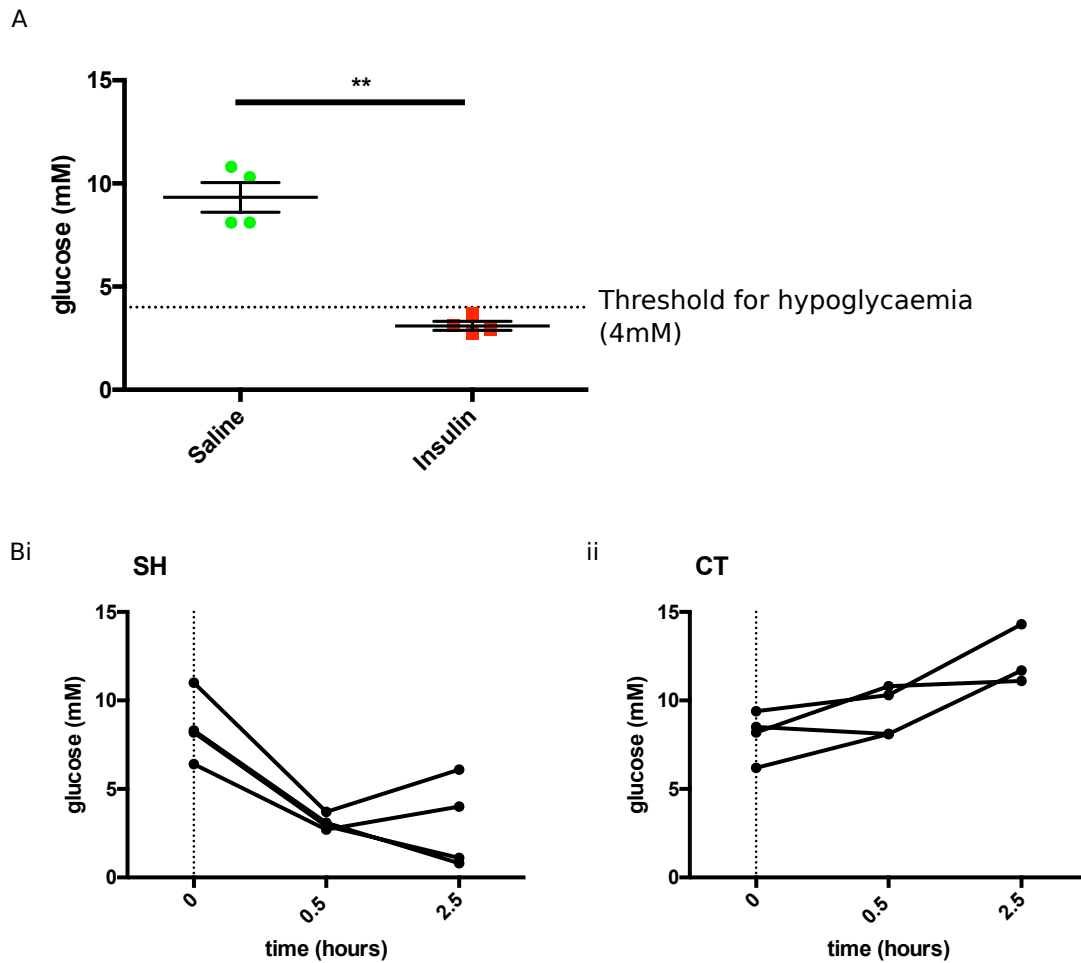 A
**
15
10
5
0
glucose (mM)
Threshold for hypoglycaemia
(4mM)
Saline
Insulin
Bi
SH
15
10
5
0
glucose (mM)
0
0.5
2.5
time (hours)
ii
CT
15
10
5
0
glucose (mM)
0
0.5
2.5
time (hours)